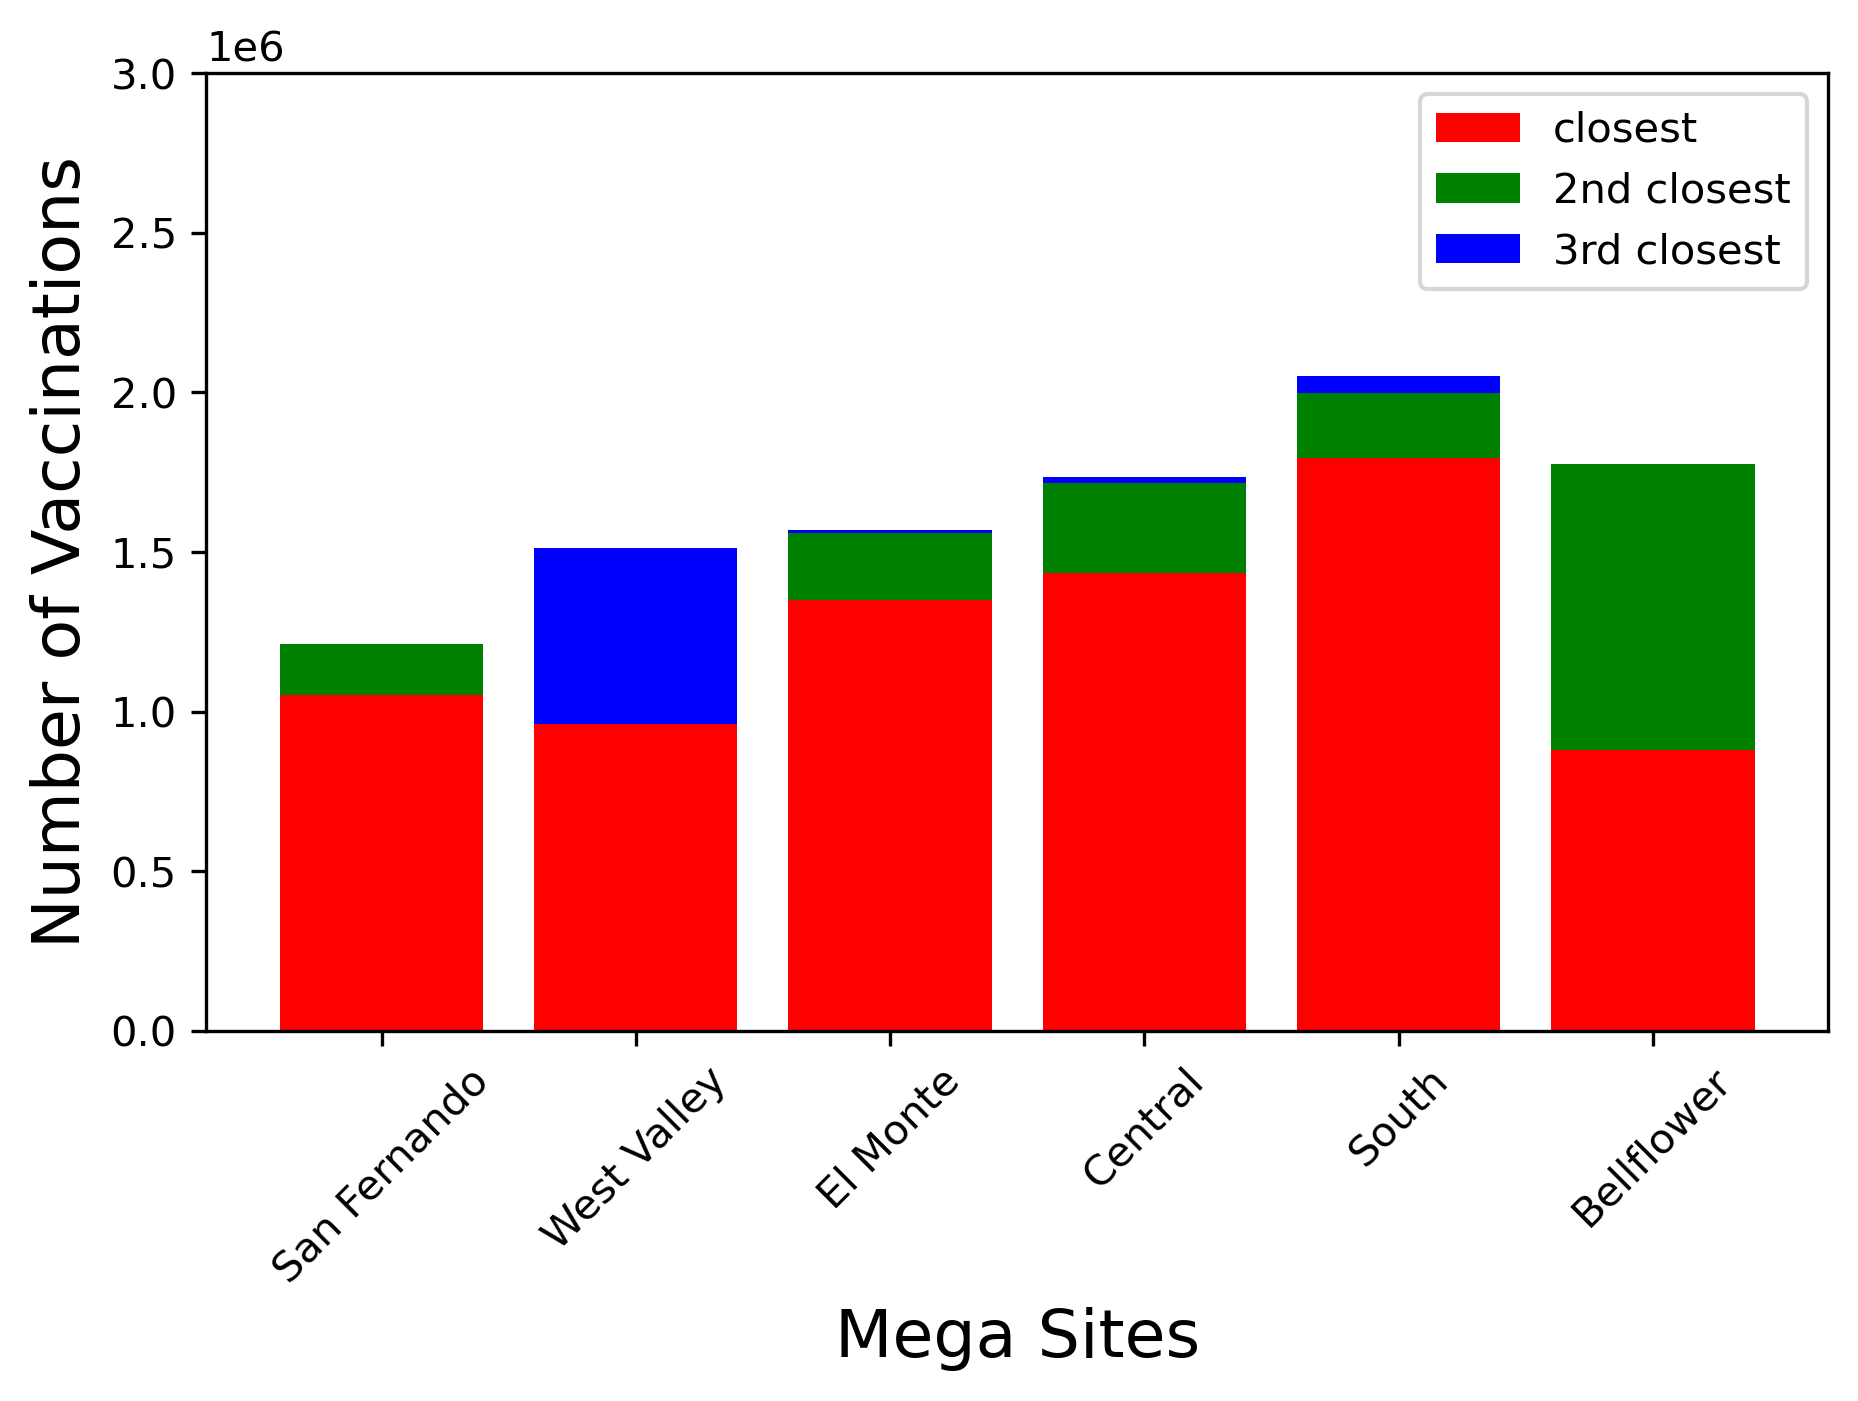 1e6
3.0
2.5
2.0
1.5
1.0
0.5
0.0
Number of Vaccinations
closest
2nd closest
3rd closest
San Fernando
West Valley
El Monte
Central
South
Bellflower
Mega Sites